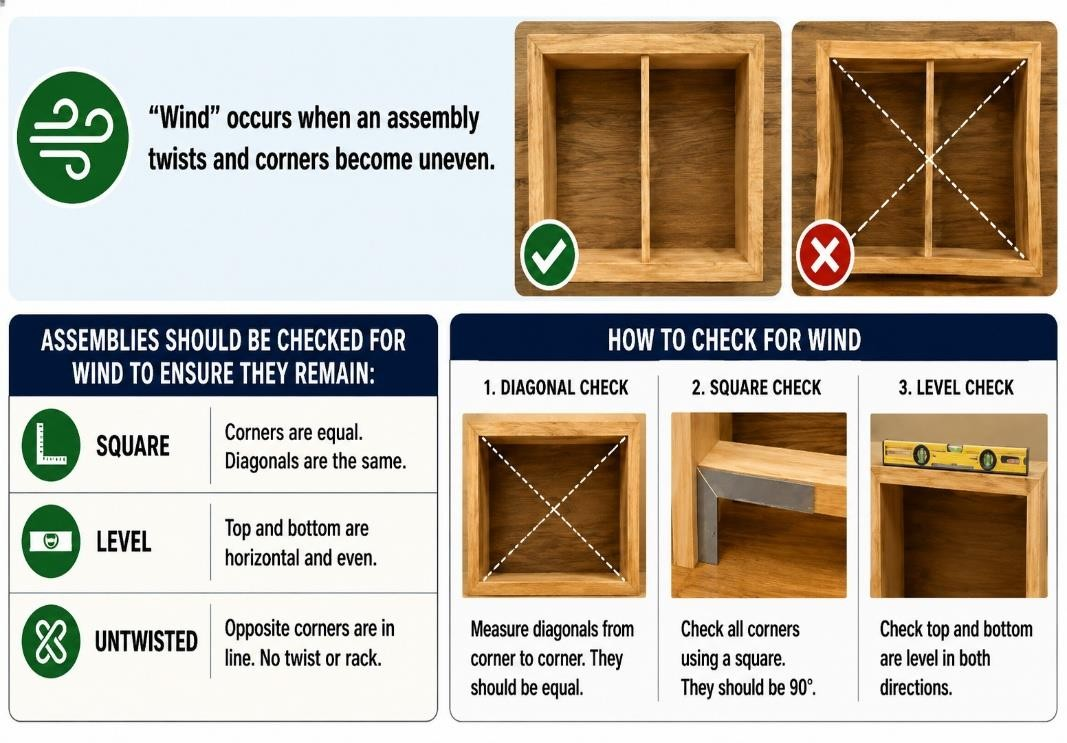 “Wind” occurs when an assembly
twists and corners become uneven.
ASSEMBLIES SHOULD BE CHECKED FOR
WIND TO ENSURE THEY REMAIN:
SQUARE
Corners are equal.
Diagonals are the same.
LEVEL
Top and bottom are
horizontal and even.
UNTWISTED
Opposite corners are in
line. No twist or rack.
HOW TO CHECK FOR WIND
1. DIAGONAL CHECK
Measure diagonals from
corner to corner. They
should be equal.
2. SQUARE CHECK
Check all corners
using a square.
They should be 90°.
3. LEVEL CHECK
Check top and bottom
are level in both
directions.